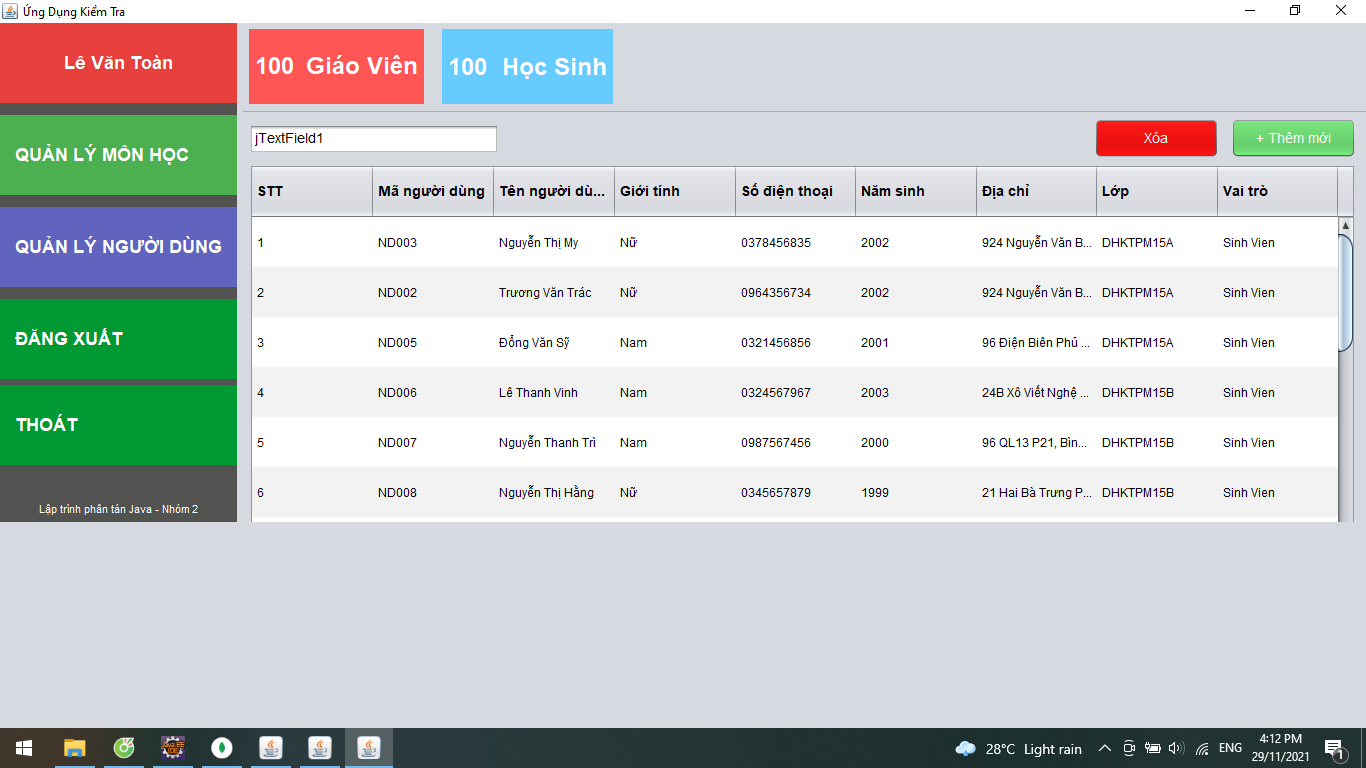 Ứng Dụng Kiểm Tra
Lê Văn Toàn
QUẢN LÝ MÔN HỌC
QUẢN LÝ NGƯỜI DÙNG
ĐĂNG XUẤT
THOÁT
Lập trình phân tán Java - Nhóm 2
100 Giáo Viên
100 Học Sinh
jTextField1
Xóa
+ Thêm mới
STT Mã người dùng Tên người dù... Giới tính Số điện thoại Năm sinh Địa chỉ Lớp Vai trò
1 ND003 Nguyễn Thị My Nữ 0378456835 2002 924 Nguyễn Văn B... DHKTPM15A Sinh Vien
2 ND002 Trương Văn Trác Nữ 0964356734 2002 924 Nguyễn Văn B... DHKTPM15A Sinh Vien
3 ND005 Đổng Văn Sỹ Nam 0321456856 2001 96 Điện Biên Phủ ... DHKTPM15A Sinh Vien
4 ND006 Lê Thanh Vinh Nam 0324567967 2003 24B Xô Viết Nghệ ... DHKTPM15B Sinh Vien
5 ND007 Nguyễn Thanh Trì Nam 0987567456 2000 96 QL13 P21, Bìn... DHKTPM15B Sinh Vien
6 ND008 Nguyễn Thị Hằng Nữ 0345657879 1999 21 Hai Bà Trưng P... DHKTPM15B Sinh Vien
28°C Light rain
ENG
4:12 PM
29/11/2021
1